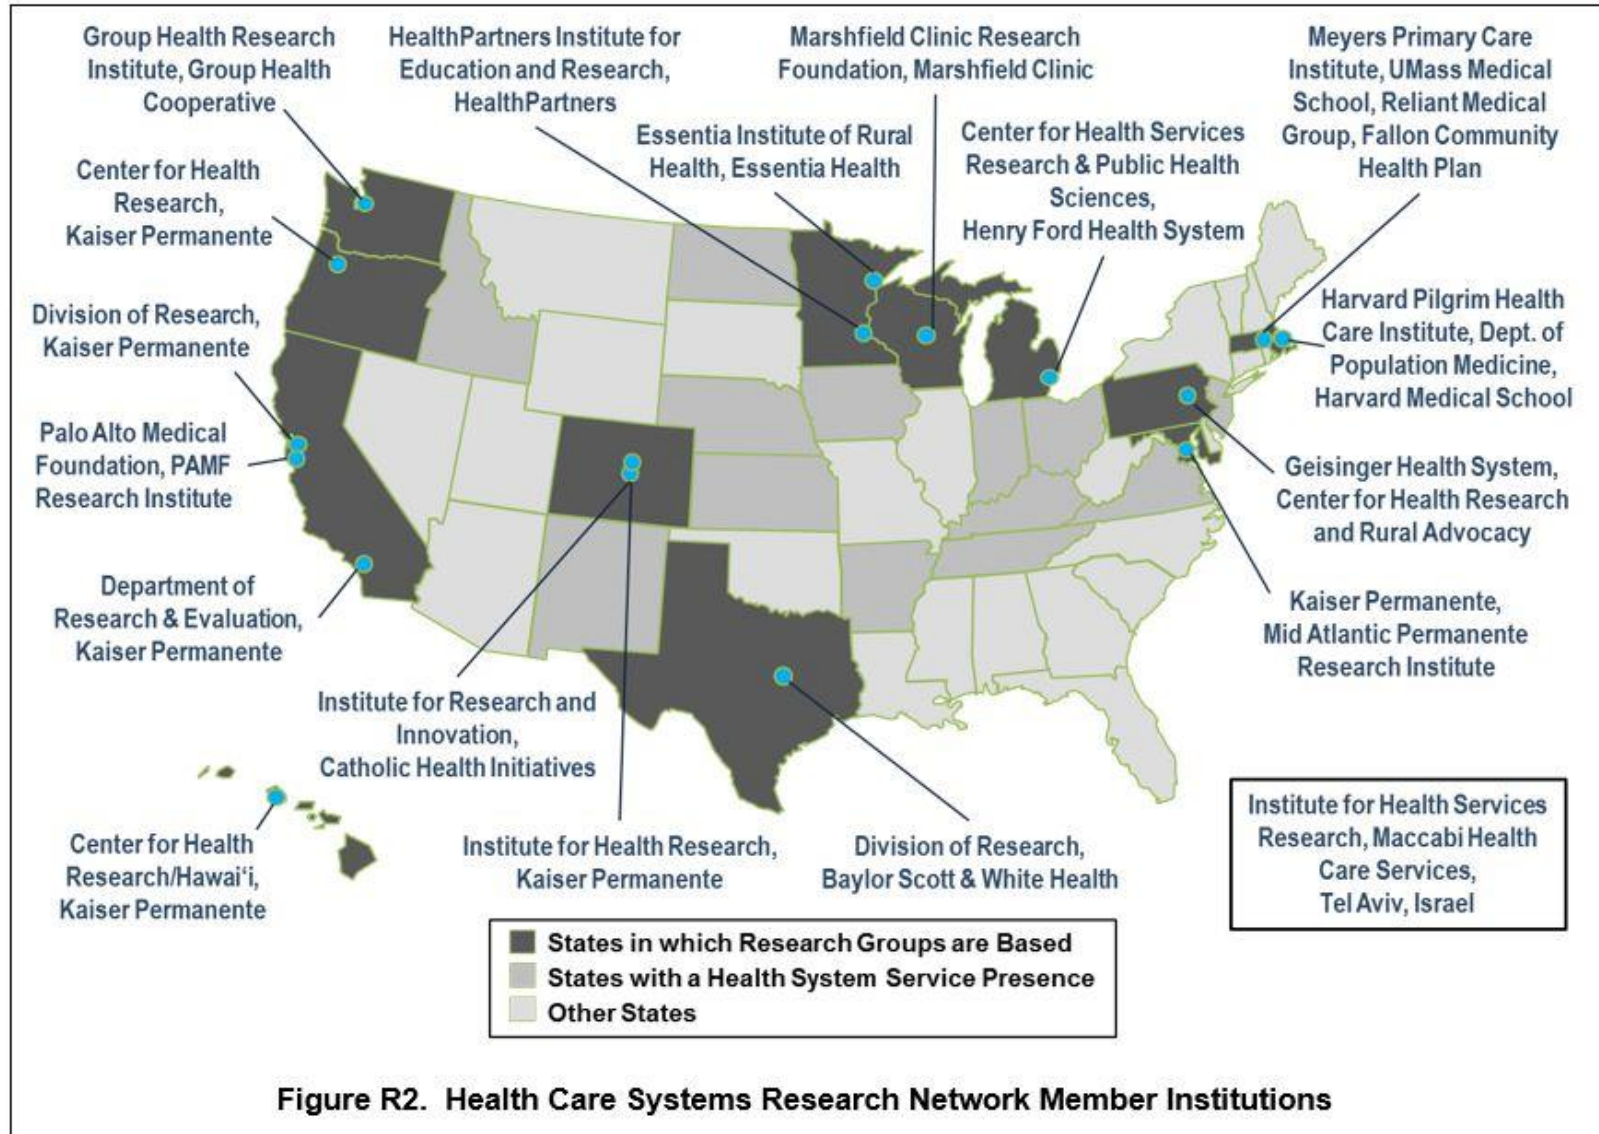 Group Health Research
Institute, Group Health
Cooperative
HealthPartners Institute for
Education and Research,
HealthPartners
Marshfield Clinic Research
Foundation, Marshfield Clinic
Meyers Primary Care
Institute, UMass Medical
School, Reliant Medical
Group, Fallon Community
Health Plan
Essentia Institute of Rural
Health, Essentia Health
Center for Health Services
Research & Public Health
Sciences,
Henry Ford Health System
Center for Health
Research,
Kaiser Permanente
Division of Research,
Kaiser Permanente
Harvard Pilgrim Health
Care Institute, Dept. of
Population Medicine,
Harvard Medical School
Palo Alto Medical
Foundation, PAMF
Research Institute
Geisinger Health System,
Center for Health Research
and Rural Advocacy
Department of
Research & Evaluation,
Kaiser Permanente
Kaiser Permanente,
Mid Atlantic Permanente
Research Institute
Institute for Research and
Innovation,
Catholic Health Initiatives
Center for Health
Research/Hawai‘i,
Kaiser Permanente
Institute for Health Research,
Kaiser Permanente
Division of Research,
Baylor Scott & White Health
Institute for Health Services
Research, Maccabi Health
Care Services,
Tel Aviv, Israel
States in which Research Groups are Based
States with a Health System Service Presence
Other States
Figure R2. Health Care Systems Research Network Member Institutions